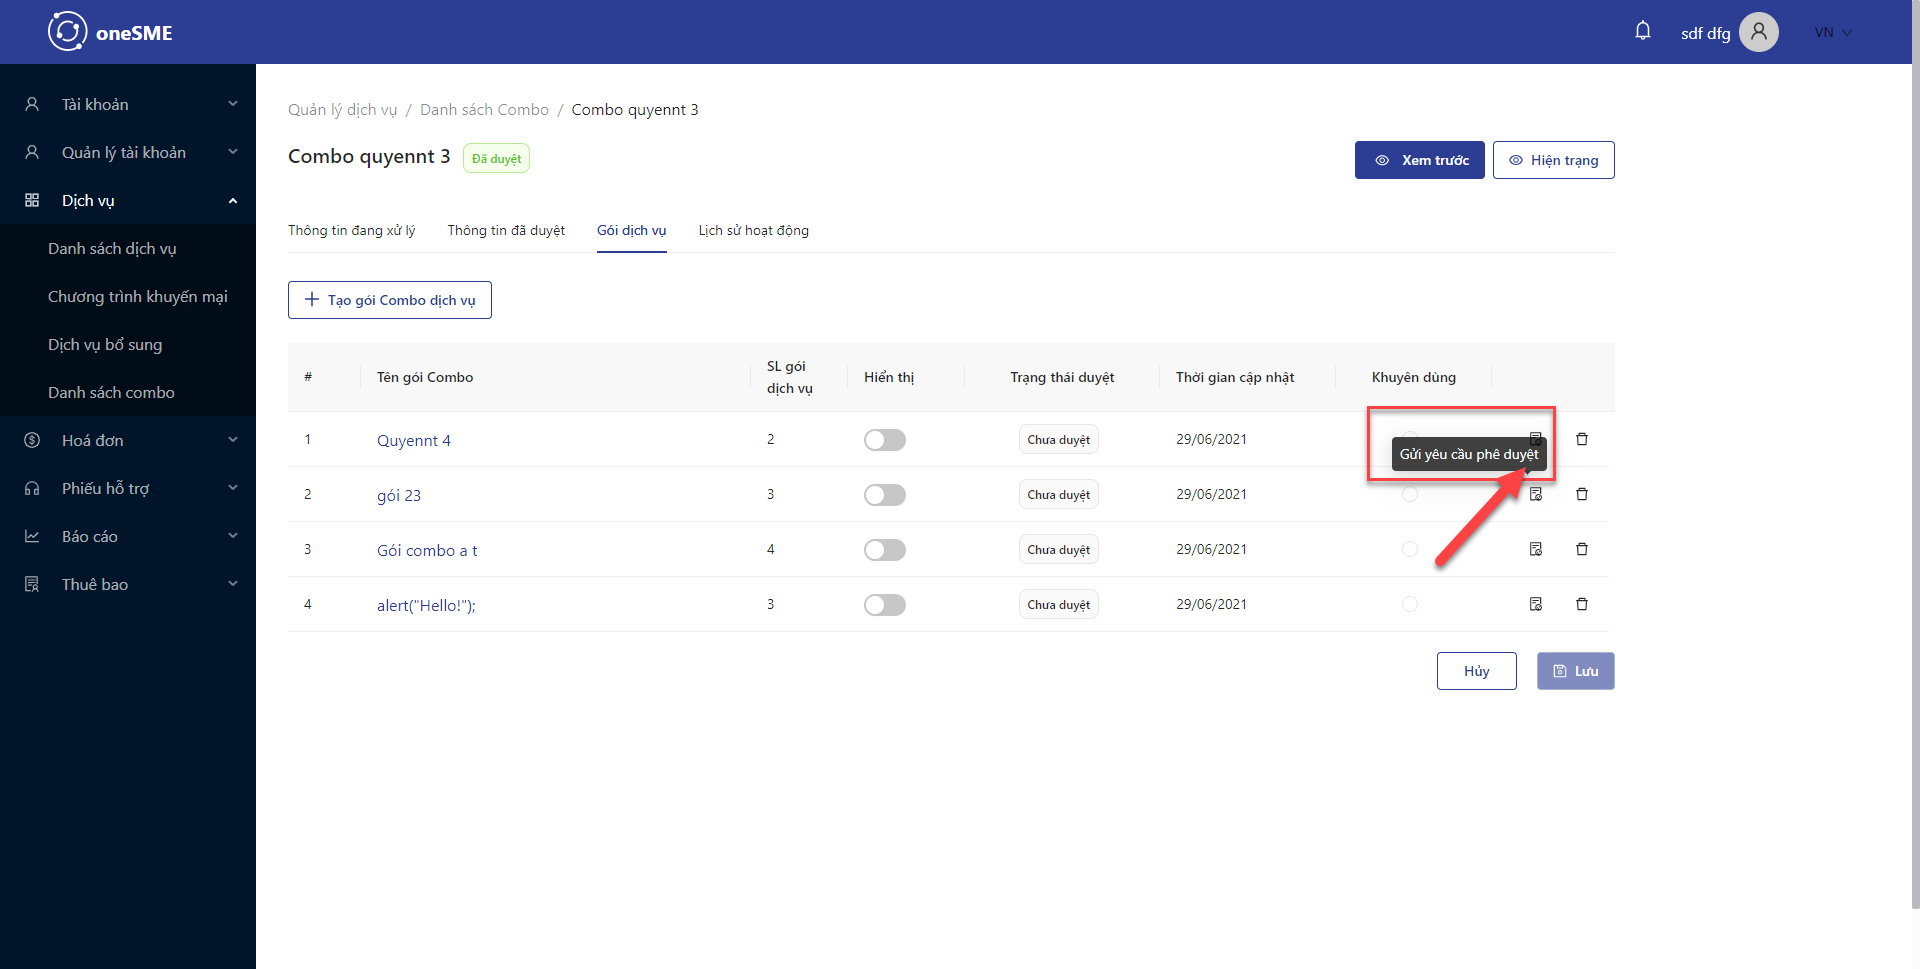 oneSME
sdf dfg
VN
Tài khoản
Quản lý tài khoản
Dịch vụ
Danh sách dịch vụ
Chương trình khuyến mại
Dịch vụ bổ sung
Danh sách combo
Hoá đơn
Phiếu hỗ trợ
Báo cáo
Thuê bao
Quản lý dịch vụ / Danh sách Combo / Combo quyennt 3
Combo quyennt 3 Đã duyệt
Xem trước Hiện trạng
Thông tin đang xử lý Thông tin đã duyệt Gói dịch vụ Lịch sử hoạt động
Tạo gói Combo dịch vụ
# Tên gói Combo SL gói dịch vụ Hiển thị Trạng thái duyệt Thời gian cập nhật Khuyên dùng
1 Quyennt 4 2 Chưa duyệt 29/06/2021
Gửi yêu cầu phê duyệt
2 gói 23 3 Chưa duyệt 29/06/2021
3 Gói combo a t 4 Chưa duyệt 29/06/2021
4 alert("Hello!"); 3 Chưa duyệt 29/06/2021
Hủy Lưu